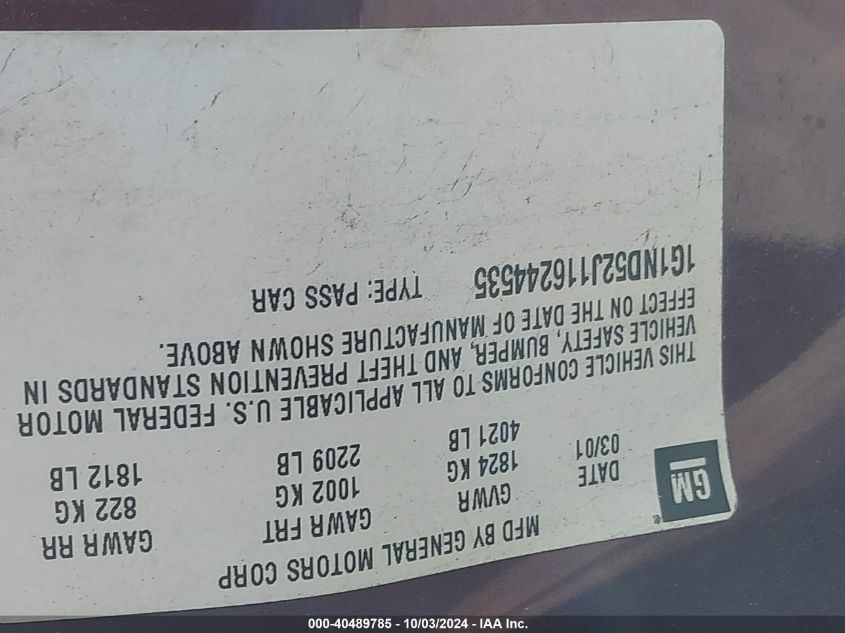 MFD BY GENERAL MOTORS CORP
GM
DATE GVWR GAWR FRT GAWR RR
03/01 1824 KG 1002 KG 822 KG
4021 LB 2209 LB 1812 LB
THIS VEHICLE CONFORMS TO ALL APPLICABLE U.S. FEDERAL MOTOR
VEHICLE SAFETY, BUMPER, AND THEFT PREVENTION STANDARDS IN
EFFECT ON THE DATE OF MANUFACTURE SHOWN ABOVE.
1G1ND52J116244535 TYPE: PASS CAR
000-40489785 - 10/03/2024 - IAA Inc.